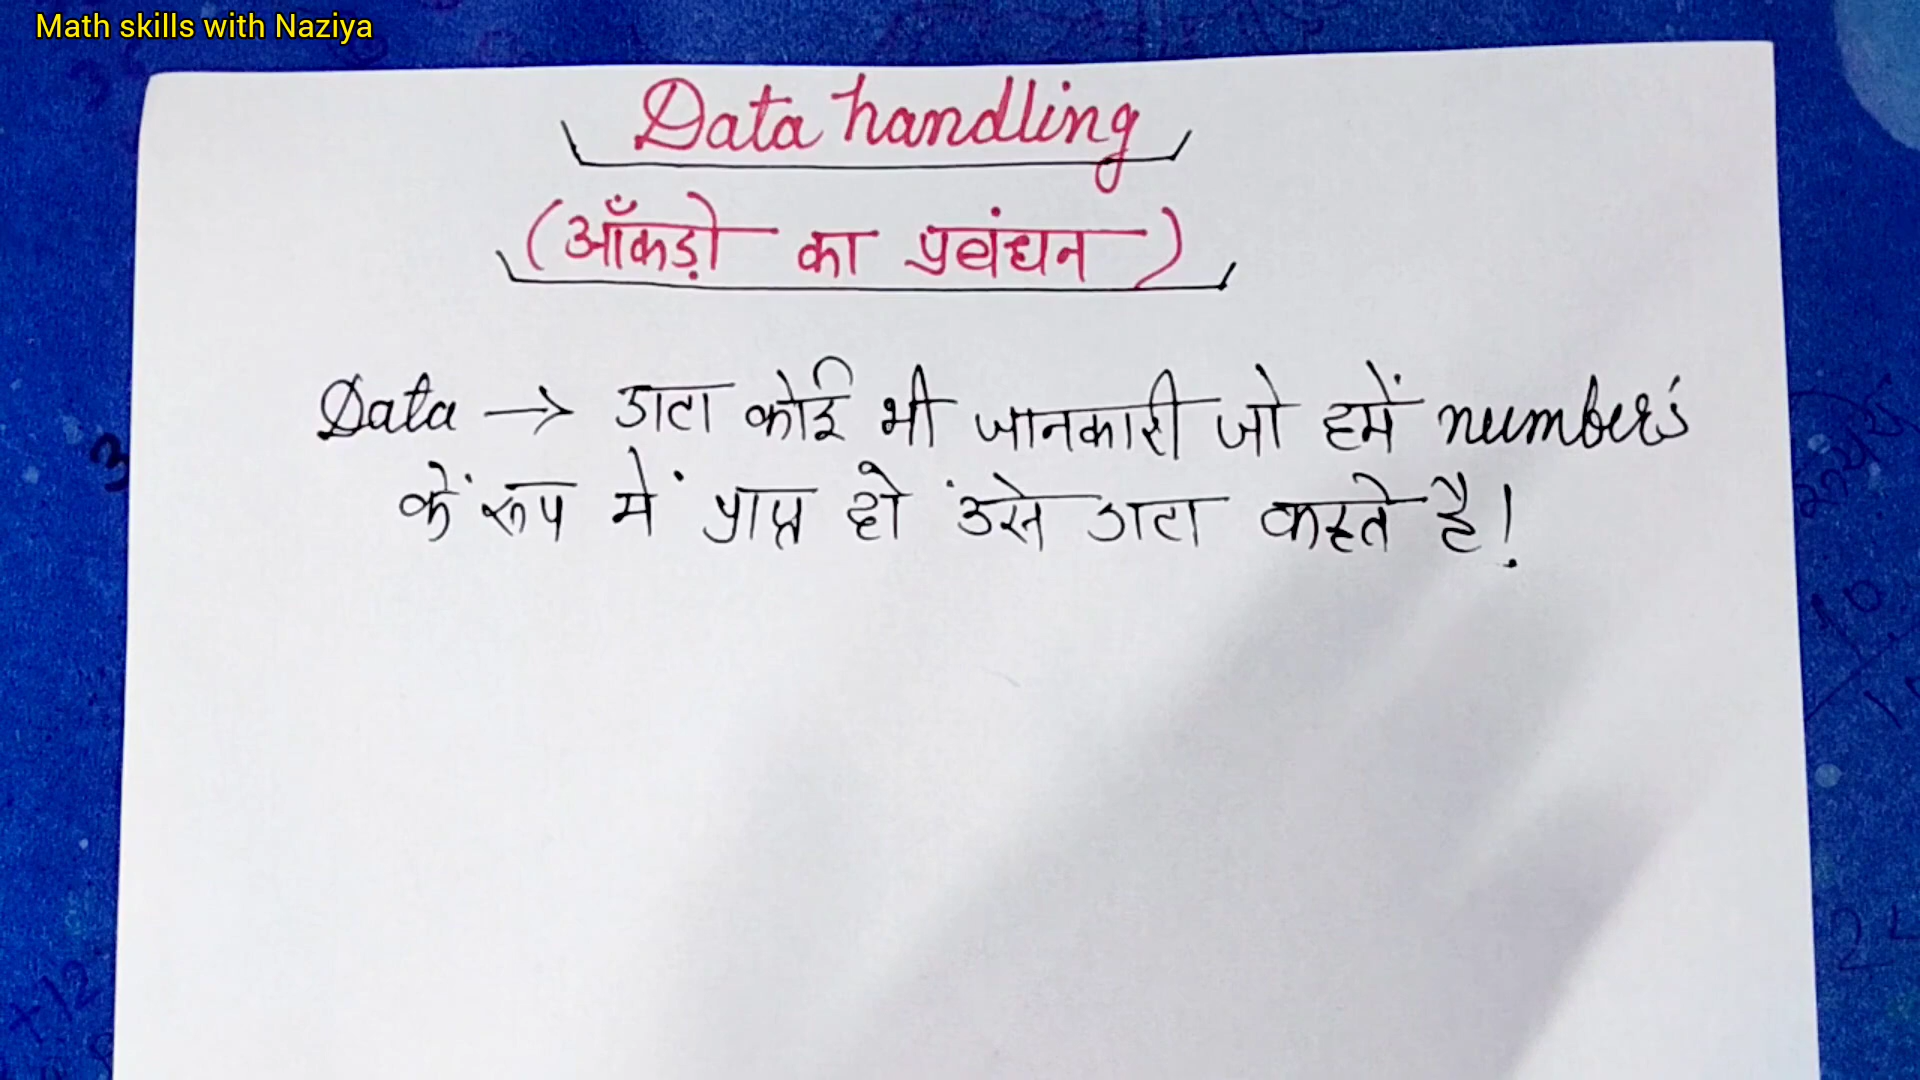 Math skills with Naziya
Data handling
(आँकड़ो का प्रबंधन)
Data → डाटा कोई भी जानकारी जो हमें numbers
कें रूप में प्राप्त हो उसे डाटा कहते है!